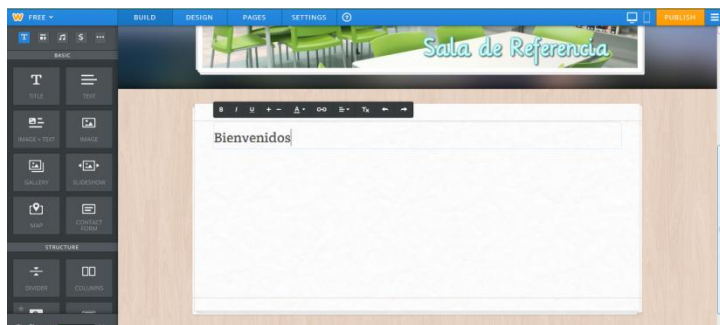 FREE
BUILD
DESIGN
PAGES
SETTINGS
PUBLISH
BASIC
TITLE
TEXT
IMAGE + TEXT
IMAGE
GALLERY
SLIDESHOW
MAP
CONTACT
FORM
STRUCTURE
DIVIDER
COLUMNS
Sala de Referencia
B I U + - A Tx
Bienvenidos